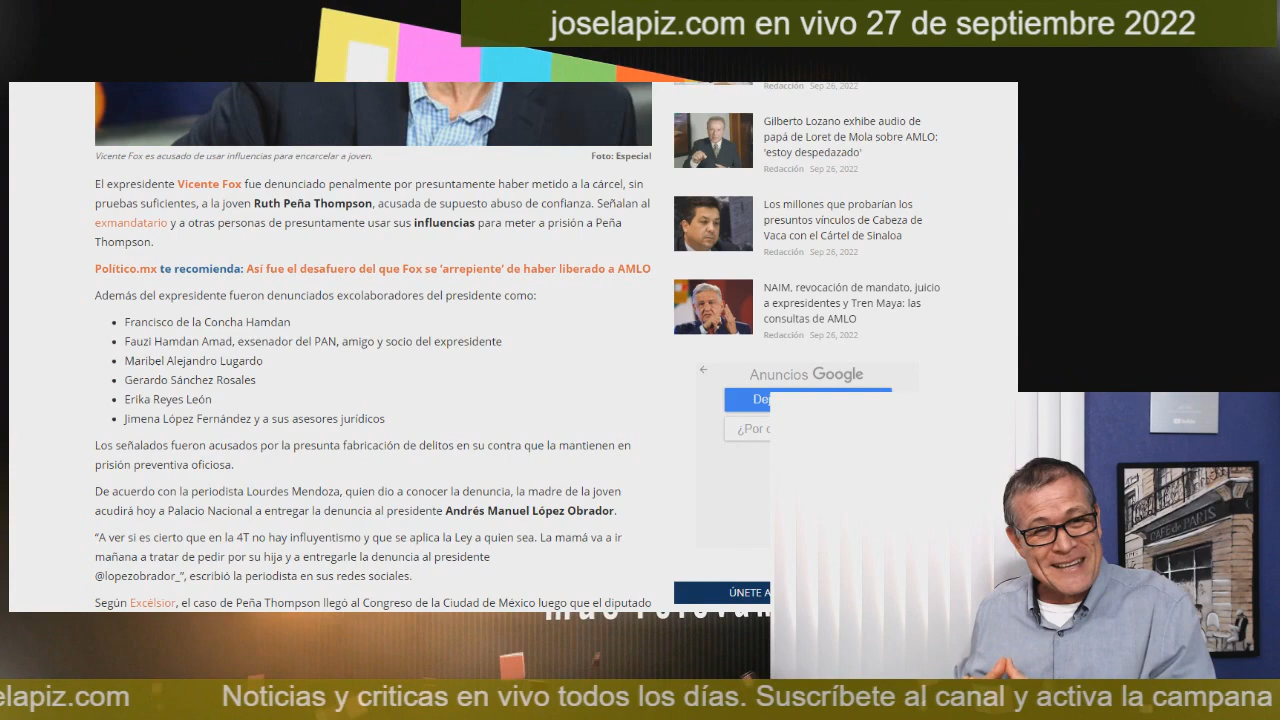 joselapiz.com en vivo 27 de septiembre 2022
Vicente Fox es acusado de usar influencias para encarcelar a joven.
Foto: Especial
El expresidente Vicente Fox fue denunciado penalmente por presuntamente haber metido a la cárcel, sin
pruebas suficientes, a la joven Ruth Peña Thompson, acusada de supuesto abuso de confianza. Señalan al
exmandatario y a otras personas de presuntamente usar sus influencias para meter a prisión a Peña
Thompson.
Político.mx te recomienda: Así fue el desafuero del que Fox se ‘arrepiente’ de haber liberado a AMLO
Además del expresidente fueron denunciados excolaboradores del presidente como:
• Francisco de la Concha Hamdan
• Fauzi Hamdan Amad, exsenador del PAN, amigo y socio del expresidente
• Maribel Alejandro Lugardo
• Gerardo Sánchez Rosales
• Erika Reyes León
• Jimena López Fernández y a sus asesores jurídicos
Los señalados fueron acusados por la presunta fabricación de delitos en su contra que la mantienen en
prisión preventiva oficiosa.
De acuerdo con la periodista Lourdes Mendoza, quien dio a conocer la denuncia, la madre de la joven
acudirá hoy a Palacio Nacional a entregar la denuncia al presidente Andrés Manuel López Obrador.
“A ver si es cierto que en la 4T no hay influyentismo y que se aplica la Ley a quien sea. La mamá va a ir
mañana a tratar de pedir por su hija y a entregarle la denuncia al presidente
@lopezobrador_”, escribió la periodista en sus redes sociales.
Según Excélsior, el caso de Peña Thompson llegó al Congreso de la Ciudad de México luego que el diputado
Redacción Sep 26, 2022
Gilberto Lozano exhibe audio de
papá de Loret de Mola sobre AMLO:
'estoy despedazado'
Redacción Sep 26, 2022
Los millones que probarían los
presuntos vínculos de Cabeza de
Vaca con el Cártel de Sinaloa
Redacción Sep 26, 2022
NAIM, revocación de mandato, juicio
a expresidentes y Tren Maya: las
consultas de AMLO
Redacción Sep 26, 2022
Anuncios Google
¿Por
ÚNETE A
YouTube
CAFE de PARIS
elapiz.com Noticias y criticas en vivo todos los días. Suscríbete al canal y activa la campana